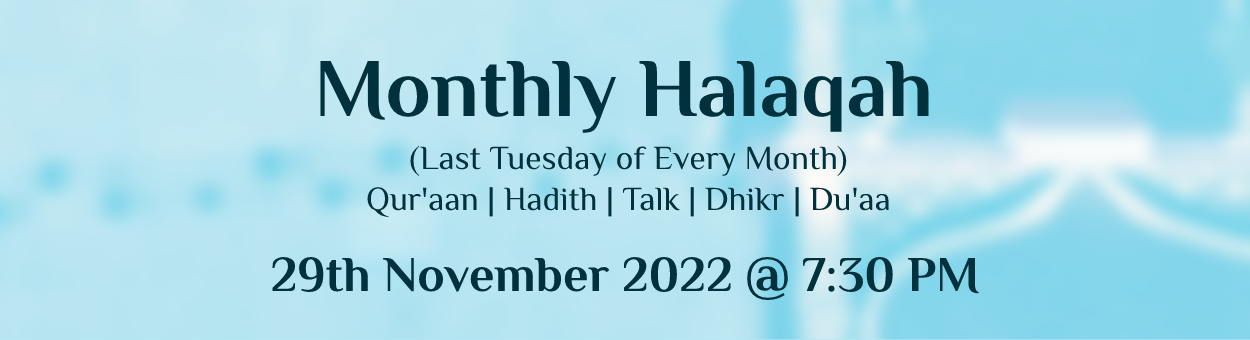 Monthly Halaqah
(Last Tuesday of Every Month)
Qur'aan | Hadith | Talk | Dhikr | Du'aa
29th November 2022 @ 7:30 PM